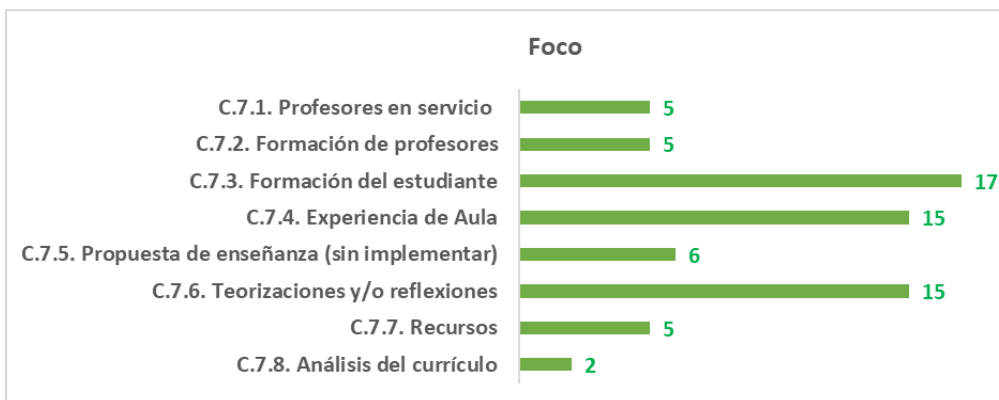 Foco
C.7.1. Profesores en servicio 5
C.7.2. Formación de profesores 5
C.7.3. Formación del estudiante 17
C.7.4. Experiencia de Aula 15
C.7.5. Propuesta de enseñanza (sin implementar) 6
C.7.6. Teorizaciones y/o reflexiones 15
C.7.7. Recursos 5
C.7.8. Análisis del currículo 2